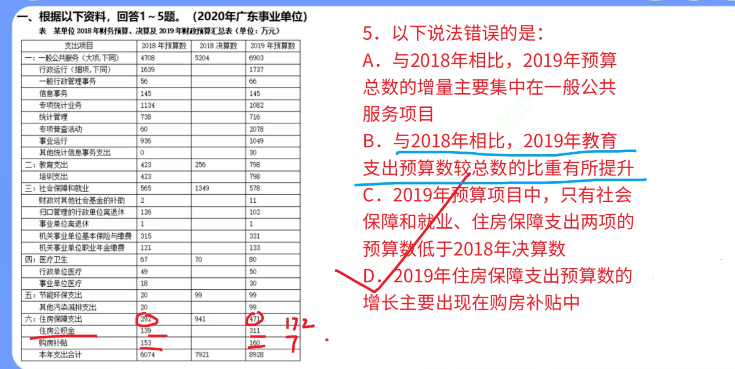 一、根据以下资料，回答1～5题。（2020年广东事业单位）
表 某单位 2018年财务预算、决算及2019年财政预算汇总表（单位：万元）
支出项目 2018年预算数 2018决算数 2019年预算数
一：一般公共服务（大项，下同） 4708 5204 6903
行政运行（细项，下同） 1639 1737
一般行政管理事务 56 66
信息事务 145 145
专项统计业务 1134 1082
统计管理 738 716
专项普查活动 60 2078
事业运行 936 1049
其他统计信息事务支出 0 30
二：教育支出 423 256 798
培训支出 423 798
三：社会保障和就业 565 1349 578
财政对其他社会基金的补助 2 11
归口管理的行政单位离退休 126 102
事业单位离退休 1 1
机关事业单位基本保险与缴费 315 331
机关事业单位职业年金缴费 121 133
四：医疗卫生 67 70 80
行政单位医疗 49 50
事业单位医疗 18 30
五：节能环保支出 20 99 99
其他污染减排支出 20 99
六：住房保障支出 292 941 471
172
住房公积金 139 311
购房补贴 153 160
7
本年支出合计 6074 7921 8928
5．以下说法错误的是：
A．与2018年相比，2019年预算
总数的增量主要集中在一般公共
服务项目
B．与2018年相比，2019年教育
支出预算数较总数的比重有所提升
C．2019年预算项目中，只有社会
保障和就业、住房保障支出两项的
预算数低于2018年决算数
D．2019年住房保障支出预算数的
增长主要出现在购房补贴中